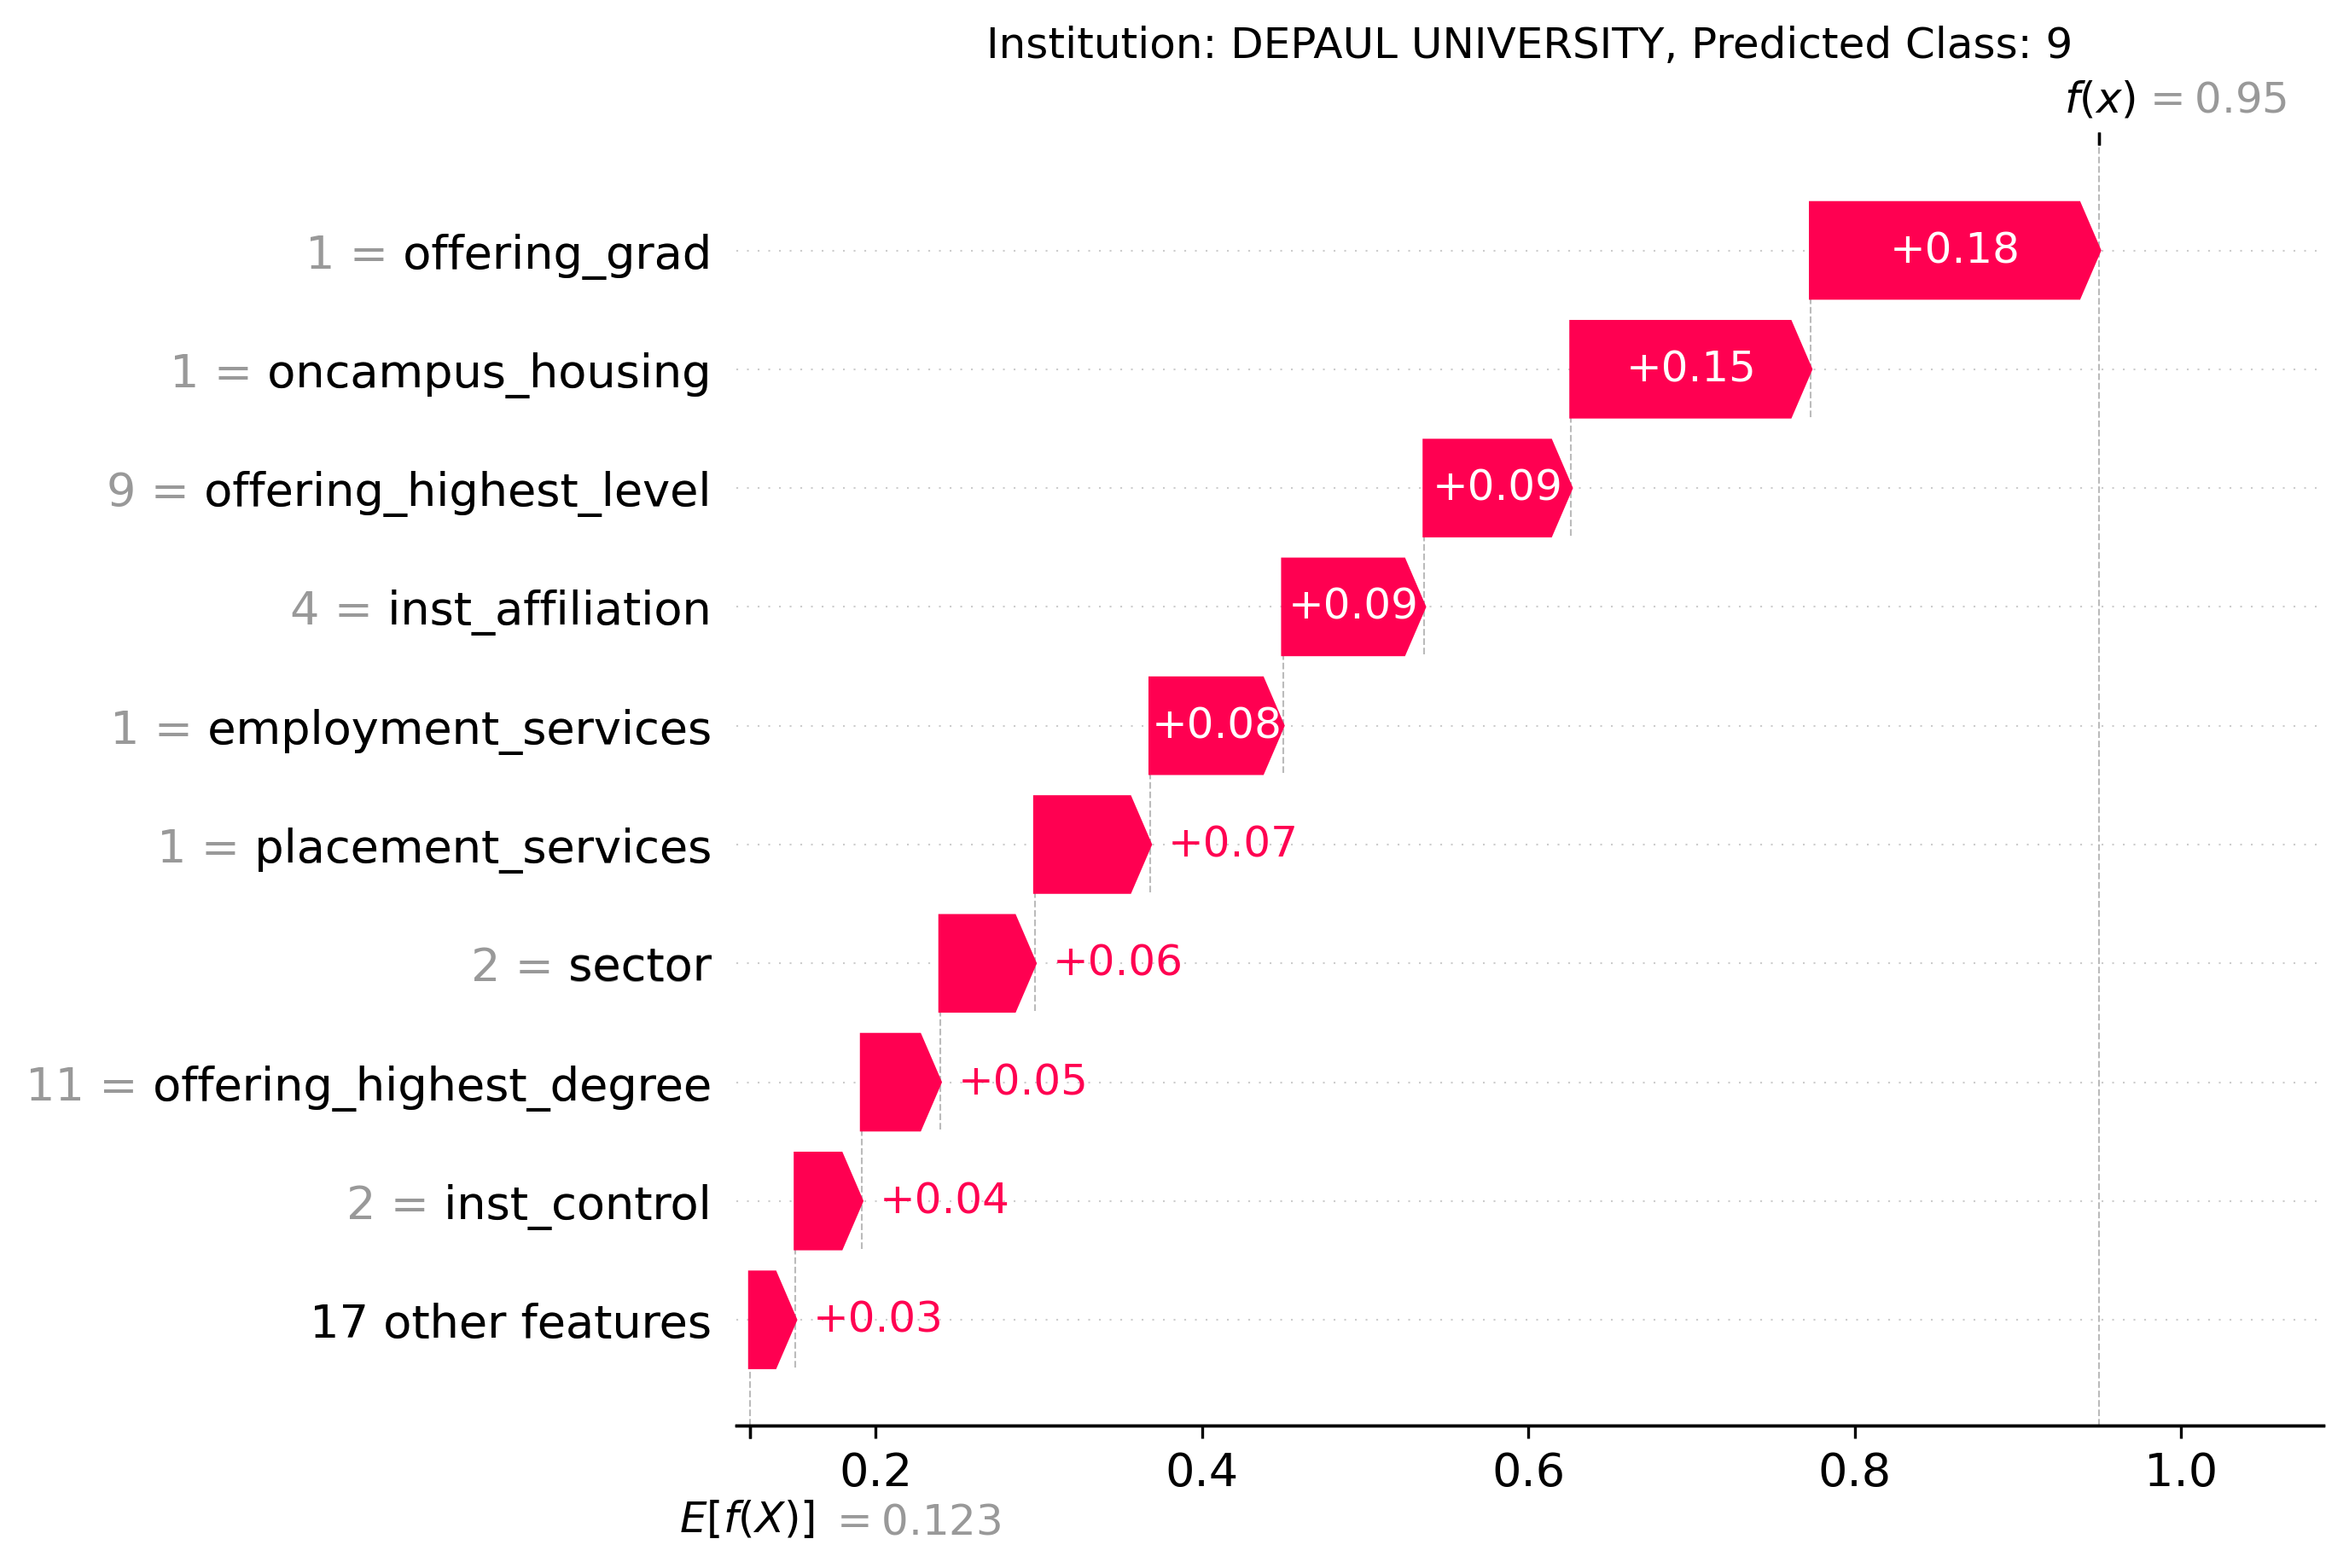 Institution: DEPAUL UNIVERSITY, Predicted Class: 9
f(x) = 0.95
1 = offering_grad +0.18
1 = oncampus_housing +0.15
9 = offering_highest_level +0.09
4 = inst_affiliation +0.09
1 = employment_services +0.08
1 = placement_services +0.07
2 = sector +0.06
11 = offering_highest_degree +0.05
2 = inst_control +0.04
17 other features +0.03
0.2 0.4 0.6 0.8 1.0
E[f(X)] = 0.123